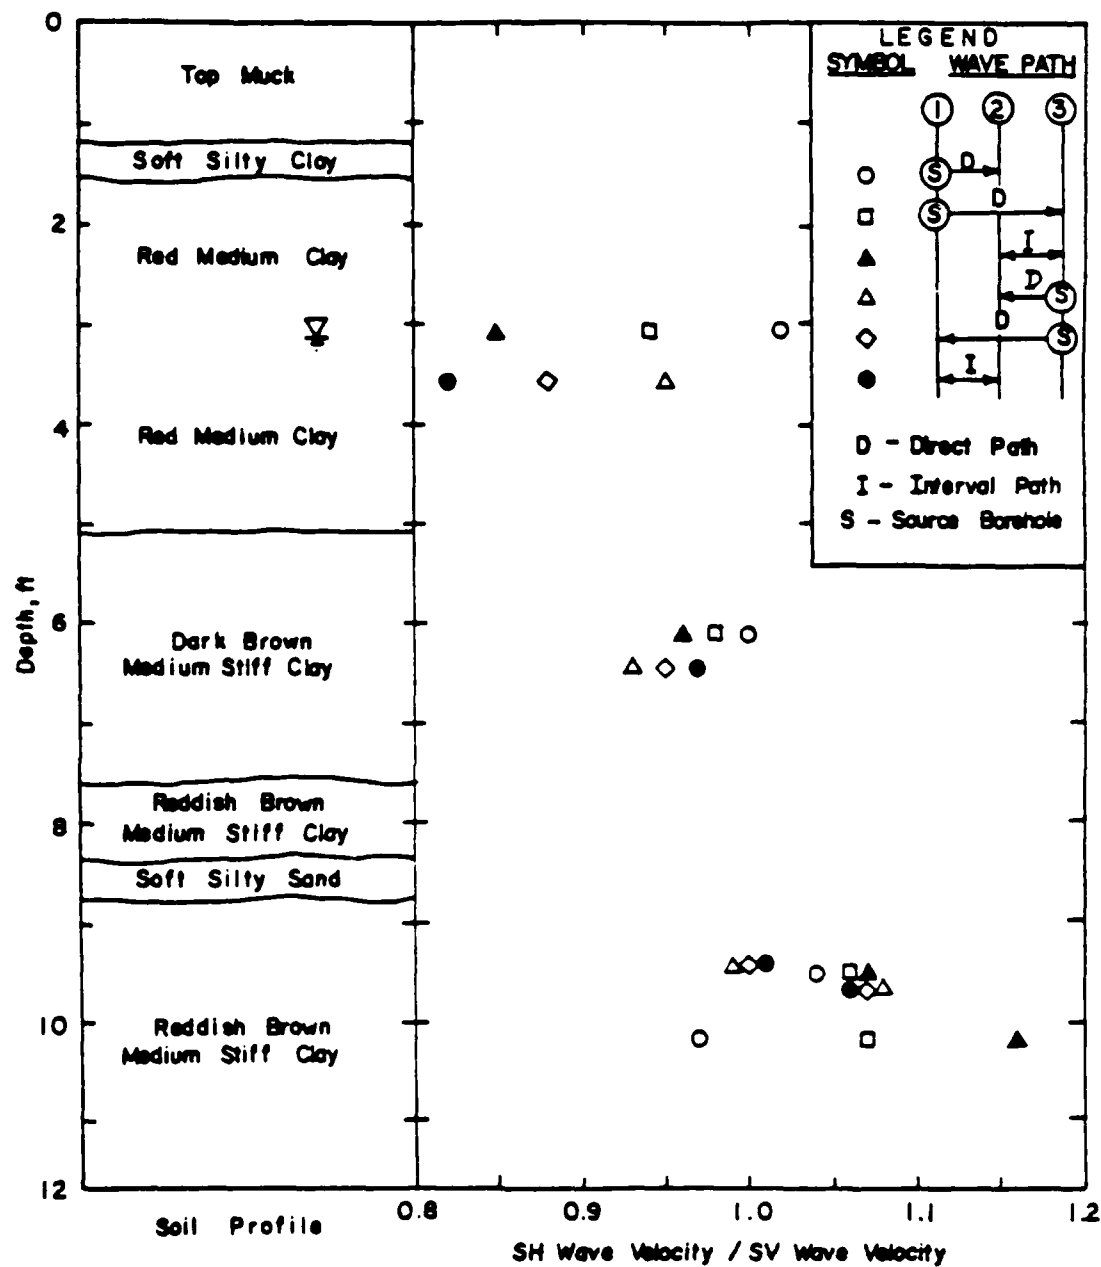 0
Top Muck
Soft Silty Clay
2
Red Medium Clay
4
Red Medium Clay
Depth, ft
6
Dark Brown
Medium Stiff Clay
Reddish Brown
8
Medium Stiff Clay
Soft Silty Sand
10
Reddish Brown
Medium Stiff Clay
12
Soil Profile
0.8
0.9
1.0
1.1
1.2
SH Wave Velocity / SV Wave Velocity
LEGEND
SYMBOL WAVE PATH
1 2 3
S D
S D
I
D S
D S
I
D - Direct Path
I - Interval Path
S - Source Borehole